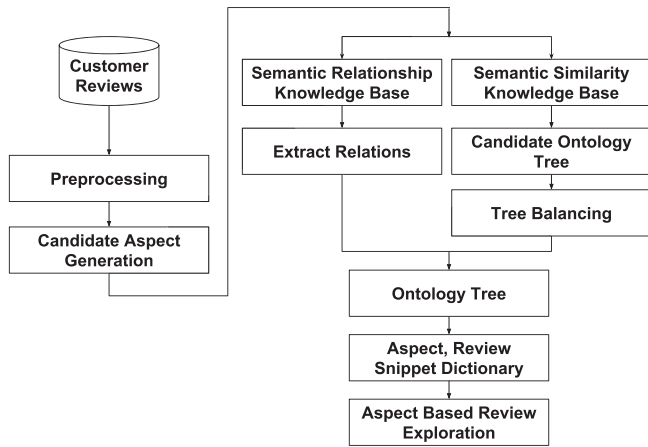 Customer
Reviews
Preprocessing
Candidate Aspect
Generation
Semantic Relationship
Knowledge Base
Extract Relations
Semantic Similarity
Knowledge Base
Candidate Ontology
Tree
Tree Balancing
Ontology Tree
Aspect, Review
Snippet Dictionary
Aspect Based Review
Exploration